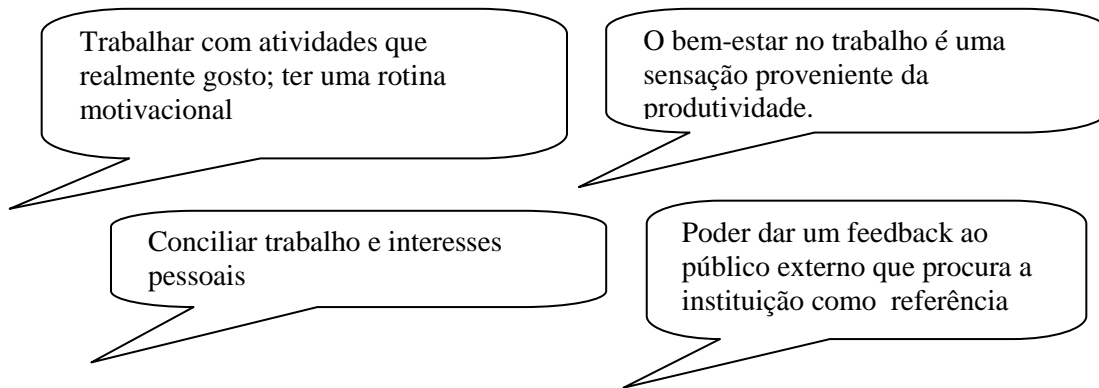 Trabalhar com atividades que
realmente gosto; ter uma rotina
motivacional
O bem-estar no trabalho é uma
sensação proveniente da
produtividade.
Conciliar trabalho e interesses
pessoais
Poder dar um feedback ao
público externo que procura a
instituição como referência